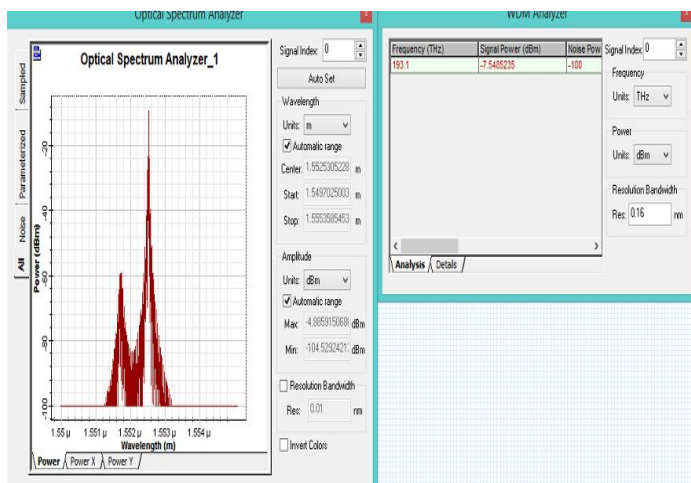 Optical Spectrum Analyzer
x
WDM Analyzer
x
Optical Spectrum Analyzer_1
Sampled
Parameterized
Noise
All
Power (dBm)
-20
-40
-60
-80
-100
1.55 µ 1.551 µ 1.552 µ 1.553 µ 1.554 µ
Wavelength (m)
Power Power X Power Y
Signal Index: 0
Auto Set
Wavelength
Units: m
Automatic range
Center: 1.5525305228 m
Start: 1.5497025003 m
Stop: 1.5553585453 m
Amplitude
Units: dBm
Automatic range
Max: -4.885915068 dBm
Min: -104.5292421 dBm
Resolution Bandwidth
Res: 0.01 nm
Invert Colors
Frequency (THz) Signal Power (dBm) Noise Pow
193.1 -7.5485235 -100
Analysis Details
Signal Index: 0
Frequency
Units: THz
Power
Units: dBm
Resolution Bandwidth
Res: 0.16 nm